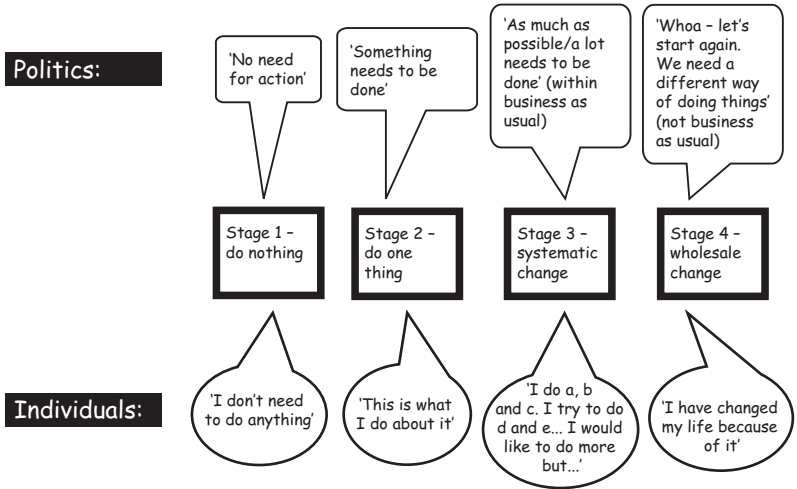 Politics:
‘No need
for action’
‘Something
needs to be
done’
‘As much as
possible/a lot
needs to be
done’ (within
business as
usual)
‘Whoa – let’s
start again.
We need a
different way
of doing things’
(not business
as usual)
Stage 1 –
do nothing
Stage 2 –
do one
thing
Stage 3 –
systematic
change
Stage 4 –
wholesale
change
Individuals:
‘I don’t need
to do anything’
‘This is what
I do about it’
‘I do a, b
and c. I try to do
d and e... I would
like to do more
but...’
‘I have changed
my life because
of it’